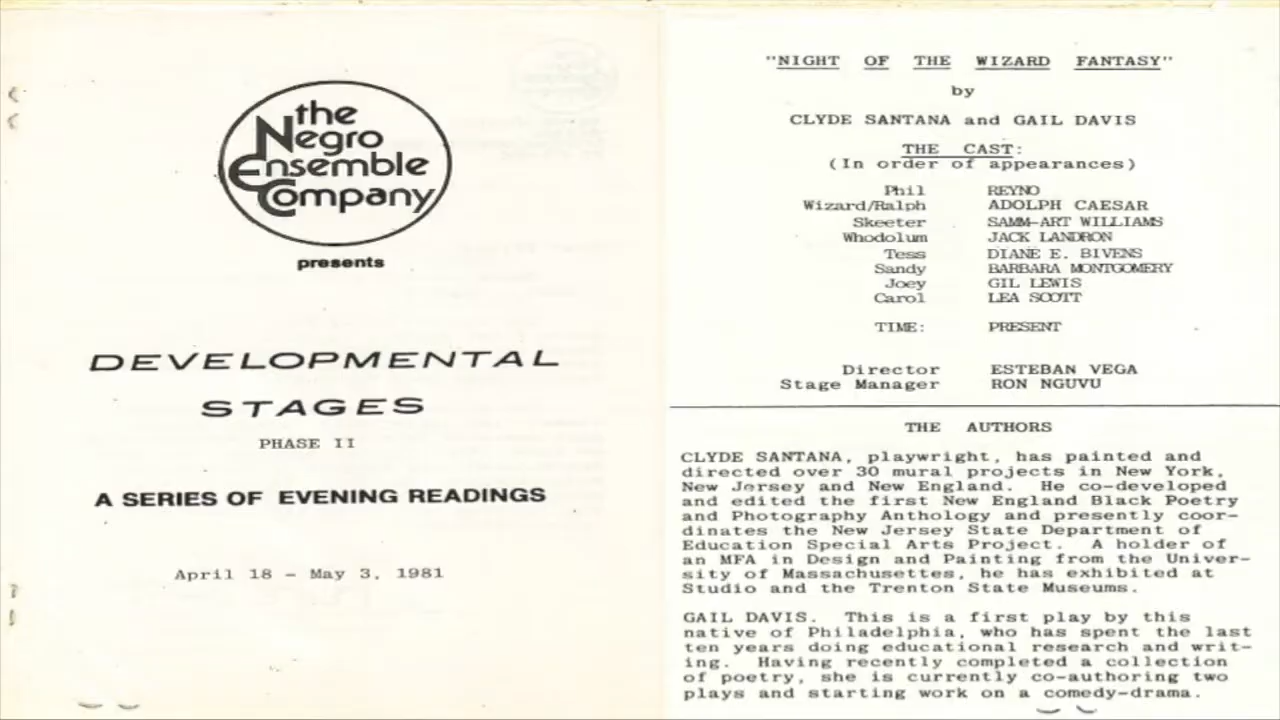 the
Negro
Ensemble
Company
presents
DEVELOPMENTAL
STAGES
PHASE II
A SERIES OF EVENING READINGS
April 18 - May 3, 1981
"NIGHT OF THE WIZARD FANTASY"
by
CLYDE SANTANA and GAIL DAVIS
THE CAST:
(In order of appearances)
Phil REYNO
Wizard/Ralph ADOLPH CAESAR
Skeeter SAMM-ART WILLIAMS
Whodolum JACK LANDRON
Tess DIANE E. BIVENS
Sandy BARBARA MONTGOMERY
Joey GIL LEWIS
Carol LEA SCOTT
TIME: PRESENT
Director ESTEBAN VEGA
Stage Manager RON NGUVU
THE AUTHORS
CLYDE SANTANA, playwright, has painted and
directed over 30 mural projects in New York,
New Jersey and New England. He co-developed
and edited the first New England Black Poetry
and Photography Anthology and presently coor-
dinates the New Jersey State Department of
Education Special Arts Project. A holder of
an MFA in Design and Painting from the Univer-
sity of Massachusettes, he has exhibited at
Studio and the Trenton State Museums.
GAIL DAVIS. This is a first play by this
native of Philadelphia, who has spent the last
ten years doing educational research and writ-
ing. Having recently completed a collection
of poetry, she is currently co-authoring two
plays and starting work on a comedy-drama.